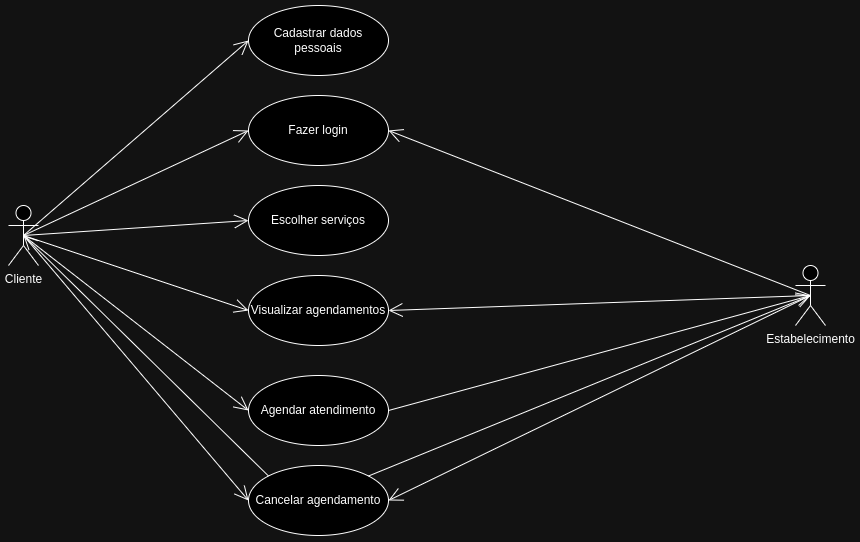 Cadastrar dados
pessoais
Fazer login
Escolher serviços
Cliente
Visualizar agendamentos
Estabelecimento
Agendar atendimento
Cancelar agendamento